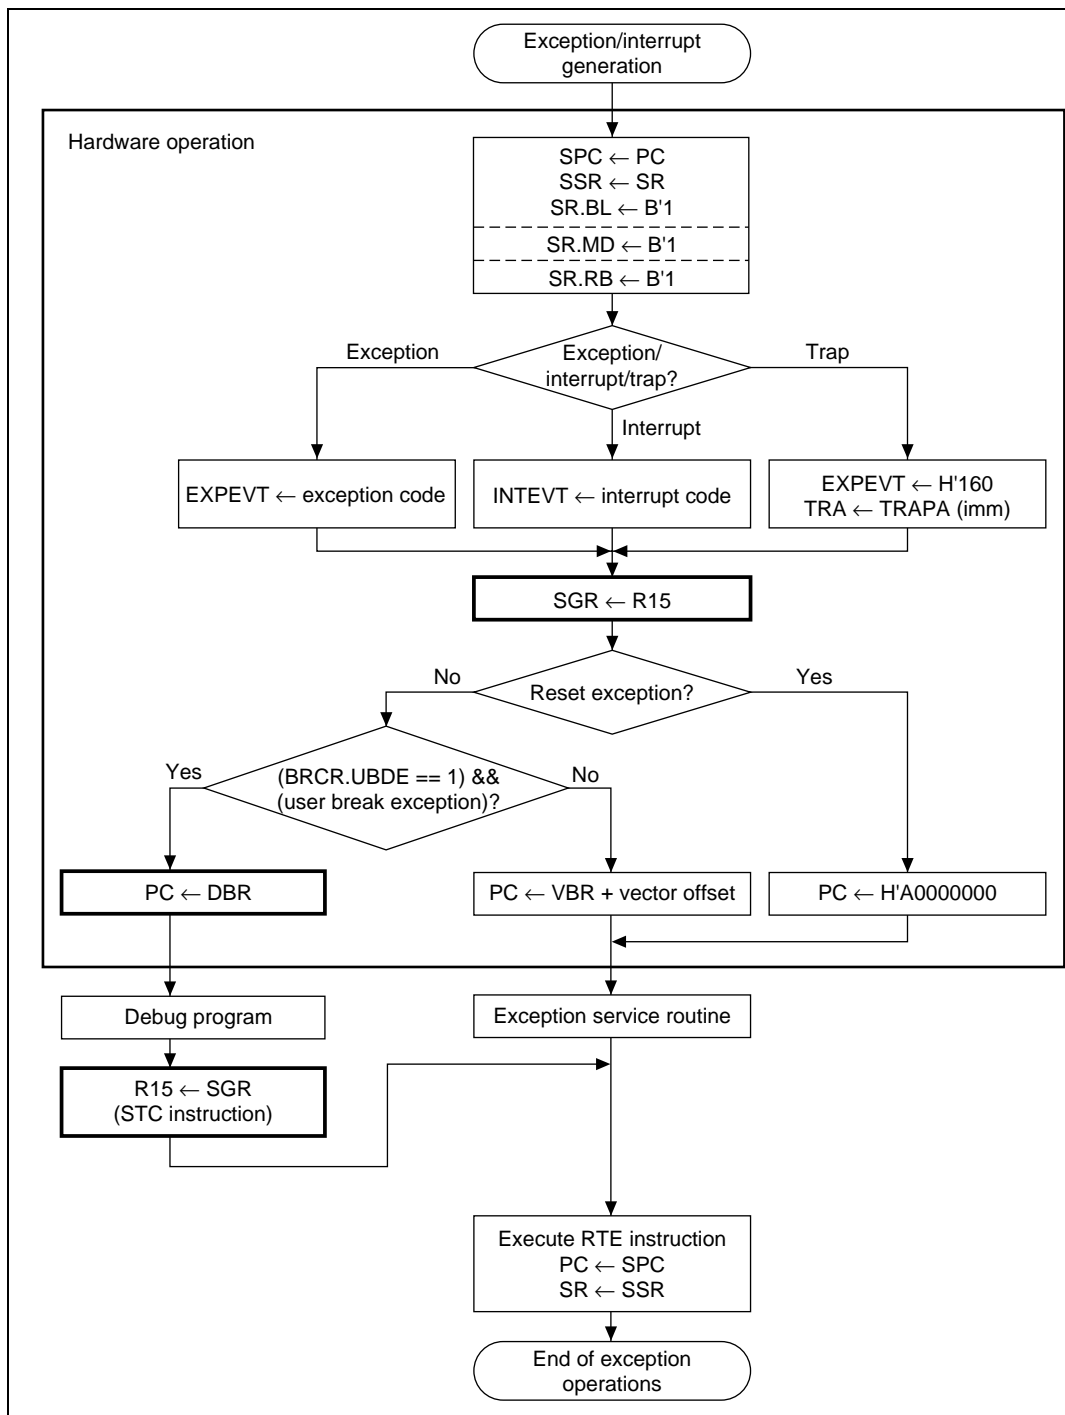 Exception/interrupt
generation
Hardware operation
SPC ← PC
SSR ← SR
SR.BL ← B'1
SR.MD ← B'1
SR.RB ← B'1
Exception
Exception/
interrupt/trap?
Trap
Interrupt
EXPEVT ← exception code
INTEVT ← interrupt code
EXPEVT ← H'160
TRA ← TRAPA (imm)
SGR ← R15
No
Reset exception?
Yes
Yes
(BRCR.UBDE == 1) &&
(user break exception)?
No
PC ← DBR
PC ← VBR + vector offset
PC ← H'A0000000
Debug program
Exception service routine
R15 ← SGR
(STC instruction)
Execute RTE instruction
PC ← SPC
SR ← SSR
End of exception
operations